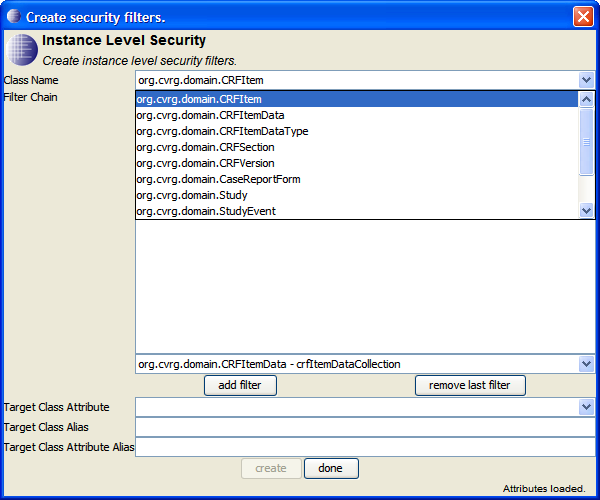 Create security filters.
Instance Level Security
Create instance level security filters.
Class Name
org.cvrg.domain.CRFItem
Filter Chain
org.cvrg.domain.CRFItem
org.cvrg.domain.CRFItemData
org.cvrg.domain.CRFItemDataType
org.cvrg.domain.CRFSection
org.cvrg.domain.CRFVersion
org.cvrg.domain.CaseReportForm
org.cvrg.domain.Study
org.cvrg.domain.StudyEvent
org.cvrg.domain.CRFItemData - crfItemDataCollection
add filter
remove last filter
Target Class Attribute
Target Class Alias
Target Class Attribute Alias
create
done
Attributes loaded.